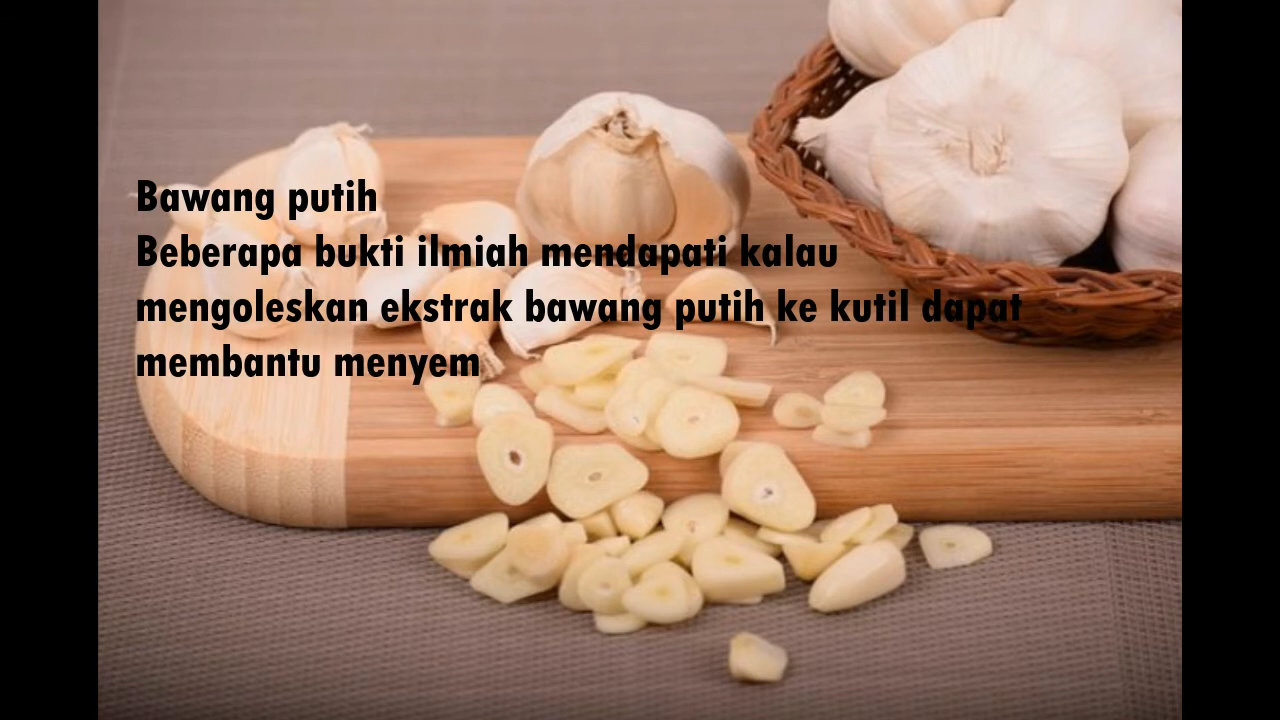 Bawang putih
Beberapa bukti ilmiah mendapati kalau
mengoleskan ekstrak bawang putih ke kutil dapat
membantu menyem